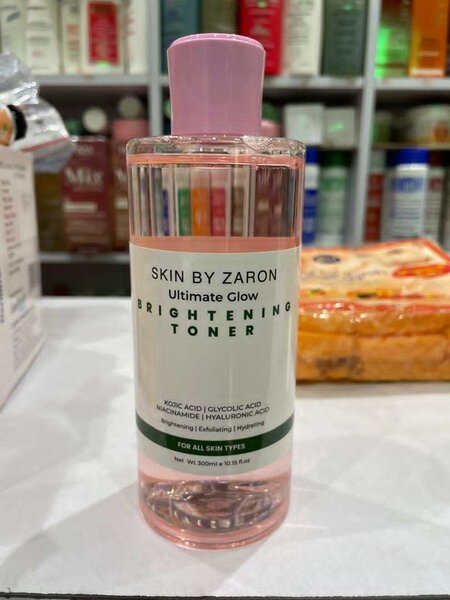 SKIN BY ZARON
Ultimate Glow
BRIGHTENING
TONER
KOJIC ACID | GLYCOLIC ACID
NIACINAMIDE | HYALURONIC ACID
Brightening | Exfoliating | Hydrating
FOR ALL SKIN TYPES
Net Wt 300ml e 10.15 fl.oz